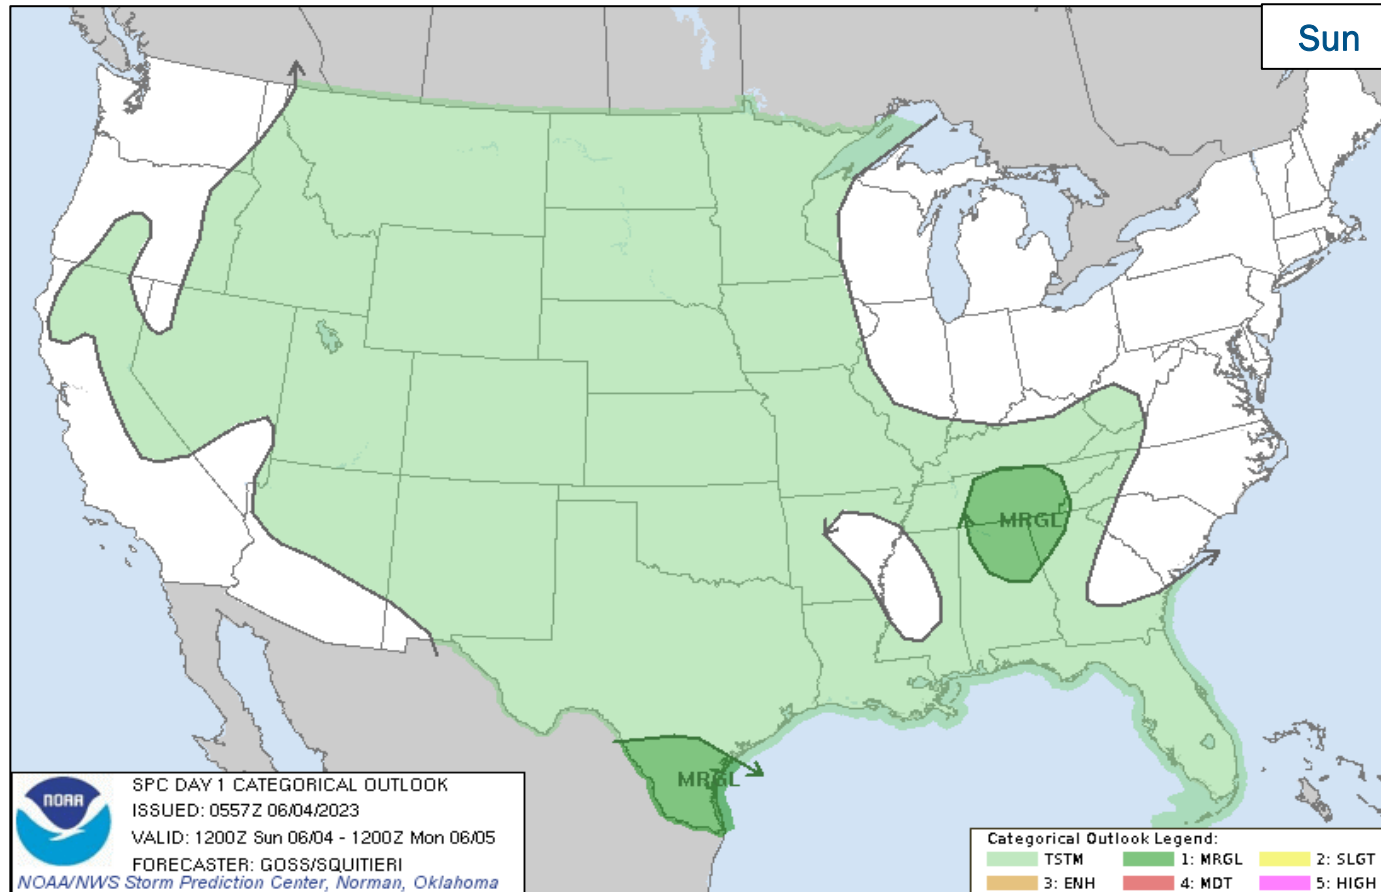 Sun
MRGL
MRGL
NOAA
SPC DAY 1 CATEGORICAL OUTLOOK
ISSUED: 0557Z 06/04/2023
VALID: 1200Z Sun 06/04 - 1200Z Mon 06/05
FORECASTER: GOSS/SQUITIERI
NOAA/NWS Storm Prediction Center, Norman, Oklahoma
Categorical Outlook Legend:
TSTM 1: MRGL 2: SLGT
3: ENH 4: MDT 5: HIGH